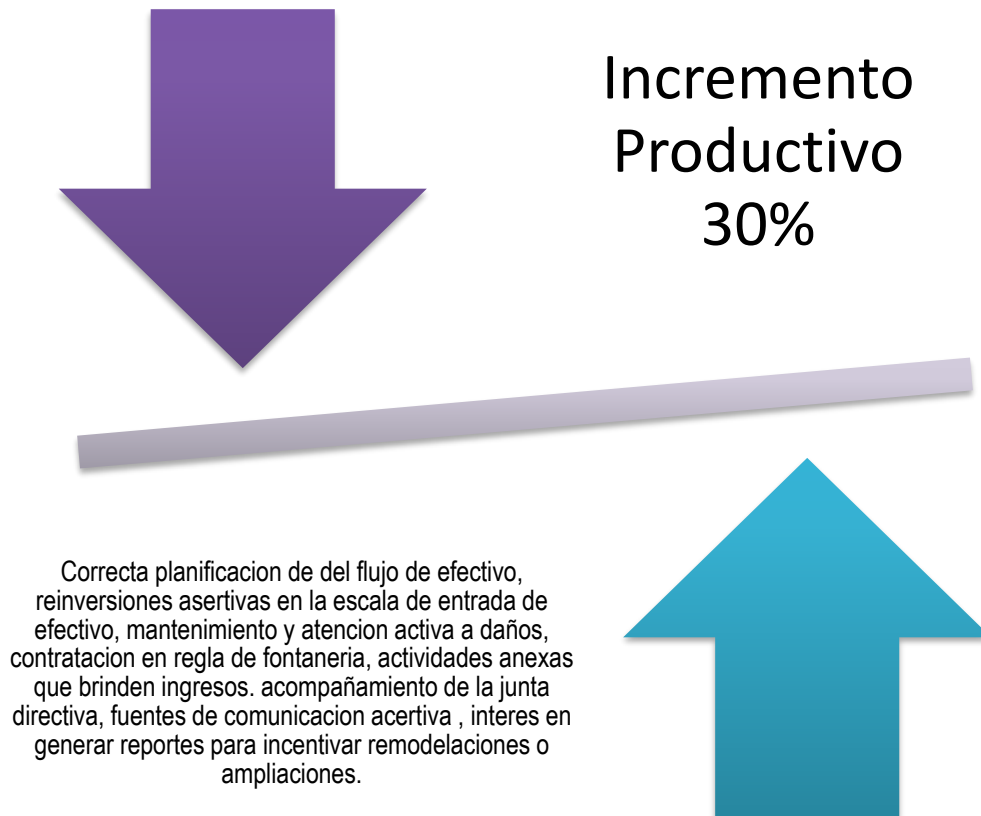 Incremento
Productivo
30%
Correcta planificacion de del flujo de efectivo,
reinversiones asertivas en la escala de entrada de
efectivo, mantenimiento y atencion activa a daños,
contratacion en regla de fontaneria, actividades anexas
que brinden ingresos. acompañamiento de la junta
directiva, fuentes de comunicacion acertiva , interes en
generar reportes para incentivar remodelaciones o
ampliaciones.